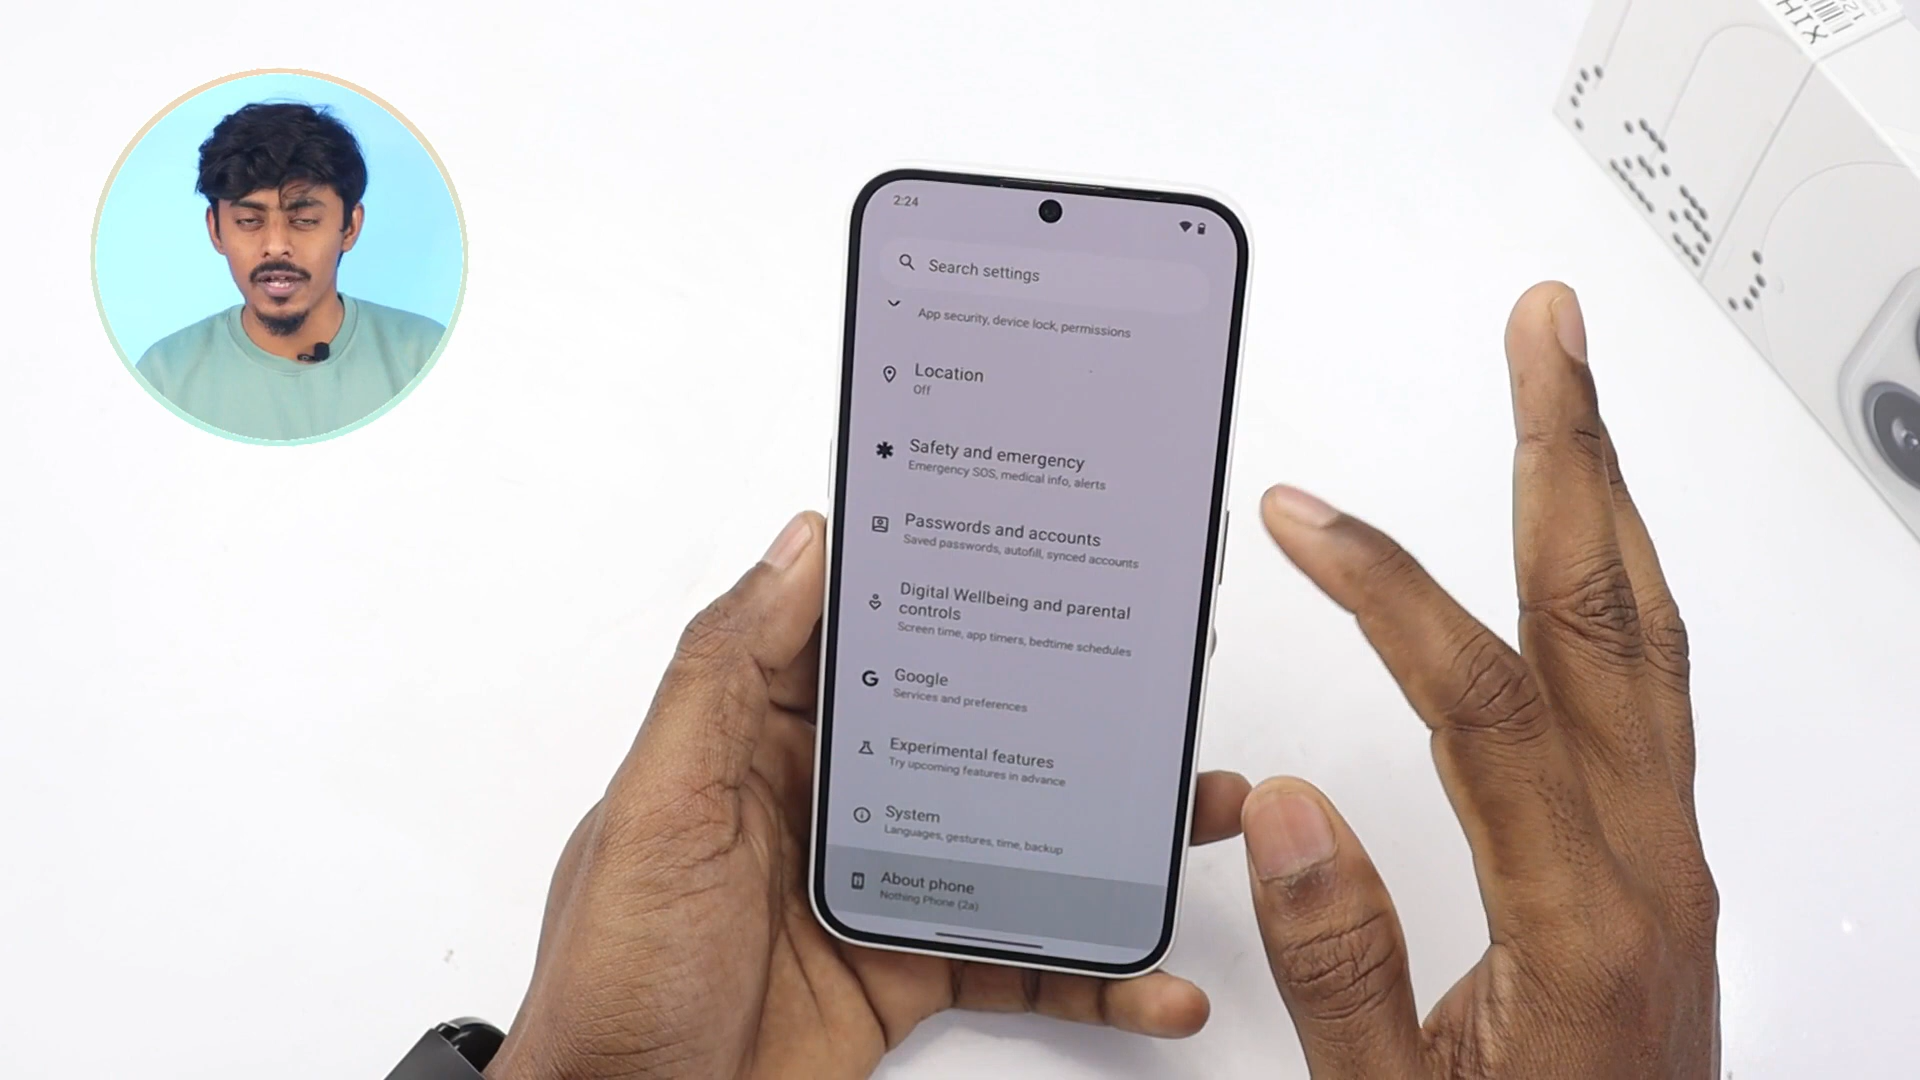 2:24
Search settings
App security, device lock, permissions
Location
Off
Safety and emergency
Emergency SOS, medical info, alerts
Passwords and accounts
Saved passwords, autofill, synced accounts
Digital Wellbeing and parental
controls
Screen time, app timers, bedtime schedules
Google
Services and preferences
Experimental features
Try upcoming features in advance
System
Languages, gestures, time, backup
About phone
Nothing Phone (2a)